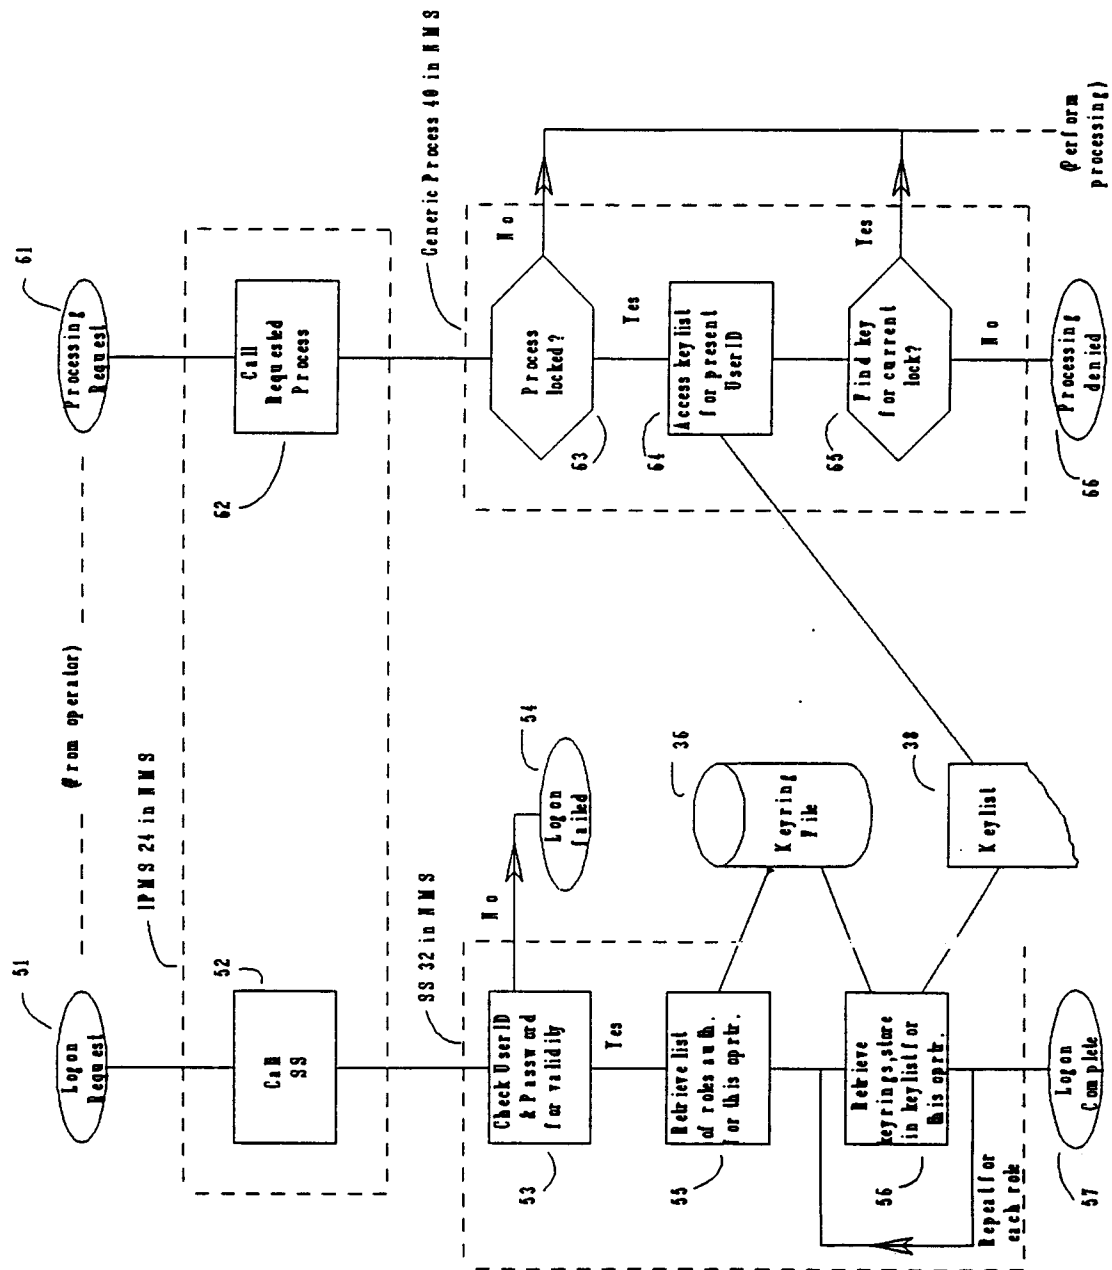 51
Logon
Request
(From operator)
61
Processing
Request
IPMS 24 in NMS
52
Call
SS
62
Call
Requested
Process
SS 32 in NMS
53
Check UserID
& Password
for validity
No
54
Logon
failed
Yes
55
Retrieve list
of roles auth.
for this oprtr.
36
Keyring
File
56
Retrieve
keyrings,store
in keylist for
this oprtr.
38
Keylist
Repeat for
each role
57
Logon
Complete
Generic Process 40 in NMS
63
Process
locked?
No
Yes
64
Access keylist
for present
UserID
65
Find key
for current
lock?
Yes
No
66
Processing
denied
(Perform
processing)